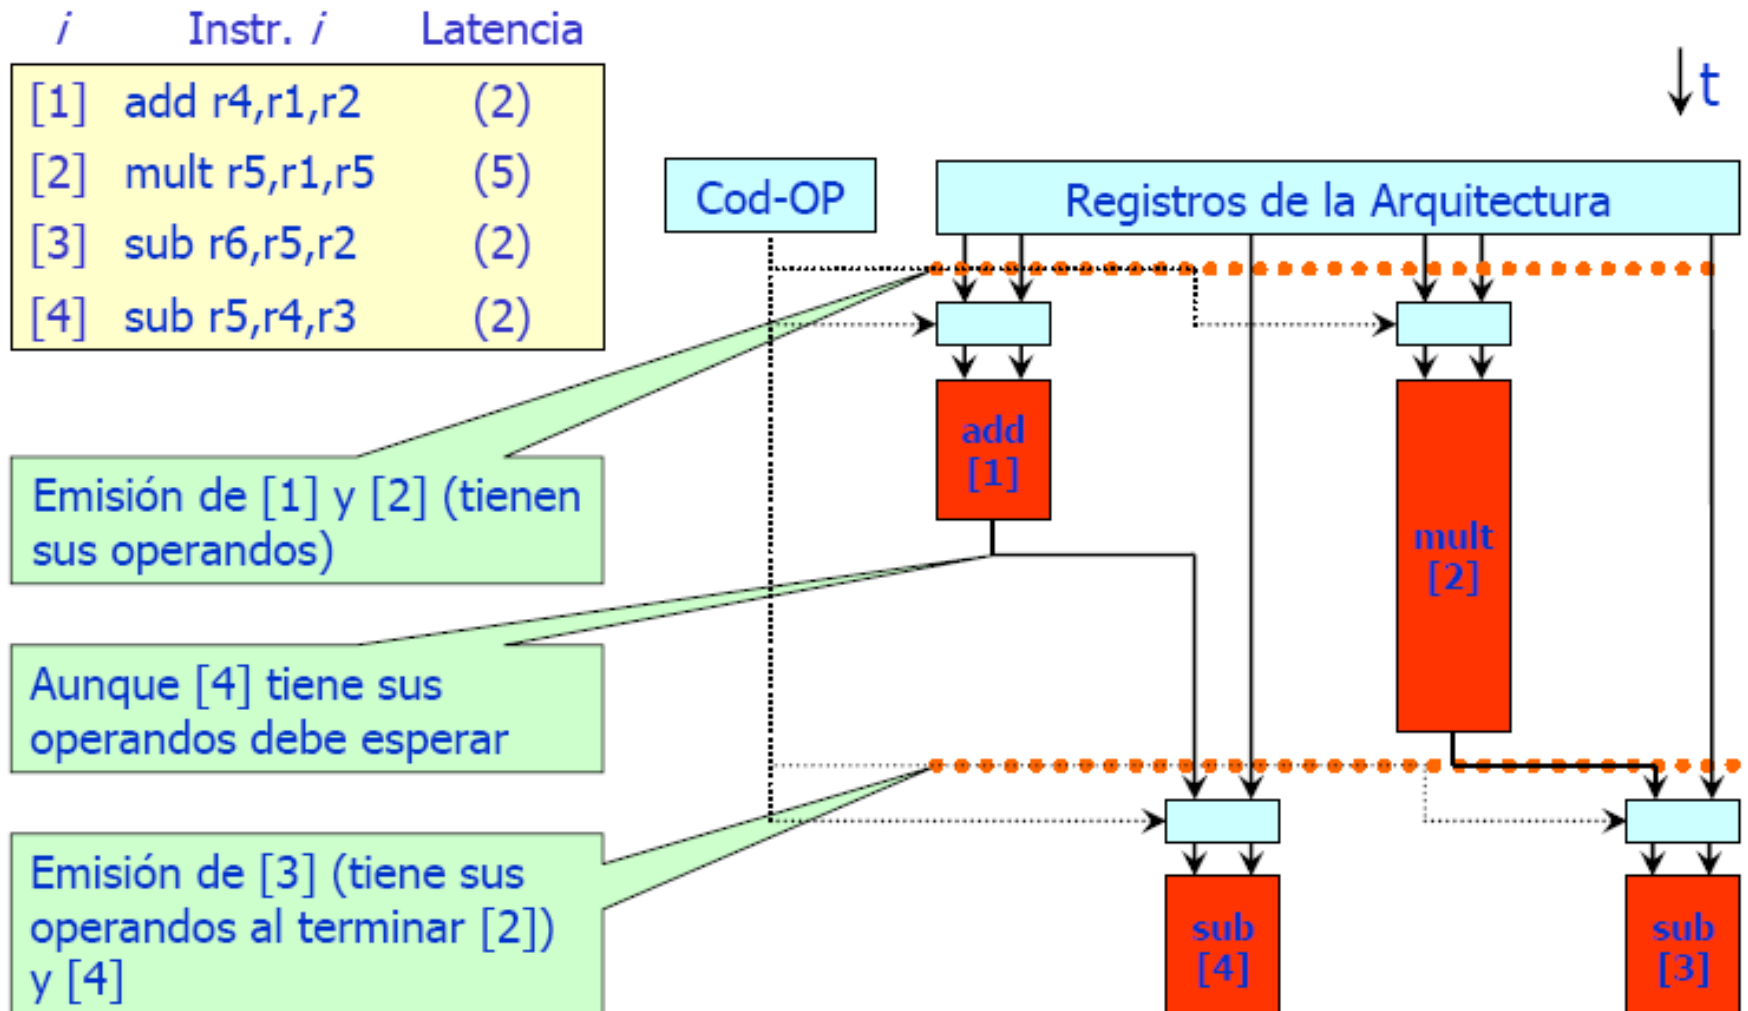 i Instr. i Latencia
[1] add r4,r1,r2 (2)
[2] mult r5,r1,r5 (5)
[3] sub r6,r5,r2 (2)
[4] sub r5,r4,r3 (2)
t
Cod-OP
Registros de la Arquitectura
add
[1]
mult
[2]
Emisión de [1] y [2] (tienen
sus operandos)
Aunque [4] tiene sus
operandos debe esperar
Emisión de [3] (tiene sus
operandos al terminar [2])
y [4]
sub
[4]
sub
[3]